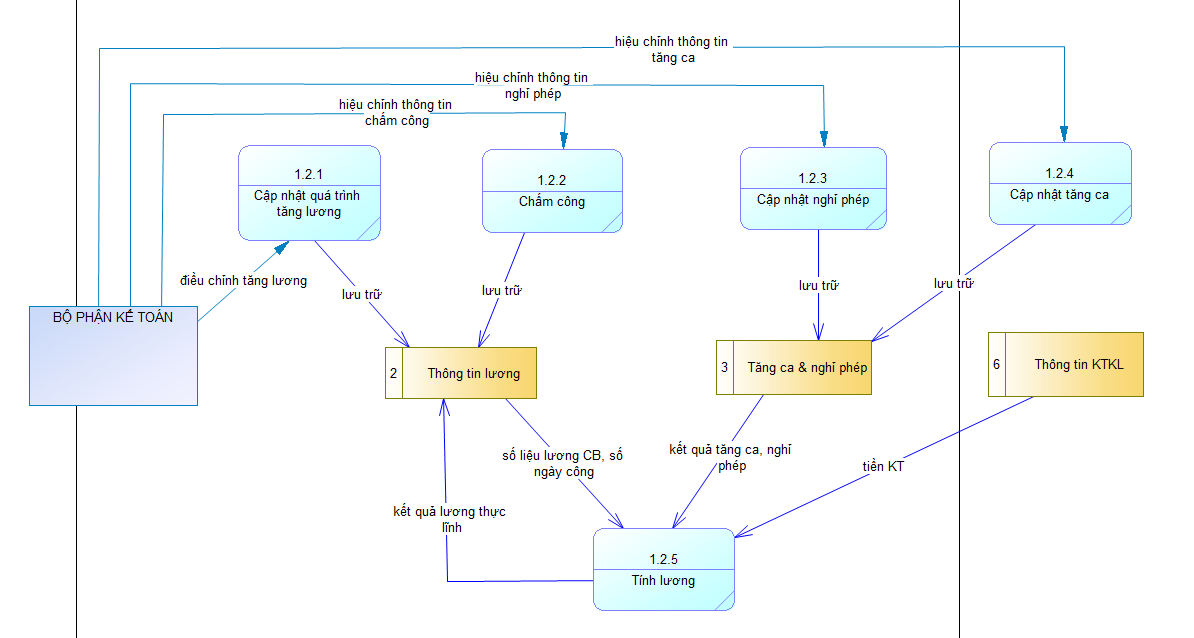 hiệu chỉnh thông tin
tăng ca
hiệu chỉnh thông tin
nghỉ phép
hiệu chỉnh thông tin
chấm công
1.2.1
Cập nhật quá trình
tăng lương
1.2.2
Chấm công
1.2.3
Cập nhật nghỉ phép
1.2.4
Cập nhật tăng ca
điều chỉnh tăng lương
lưu trữ
lưu trữ
lưu trữ
lưu trữ
BỘ PHẬN KẾ TOÁN
2 Thông tin lương
3 Tăng ca & nghỉ phép
6 Thông tin KTKL
số liệu lương CB, số
ngày công
kết quả tăng ca, nghỉ
phép
tiền KT
kết quả lương thực
lĩnh
1.2.5
Tính lương